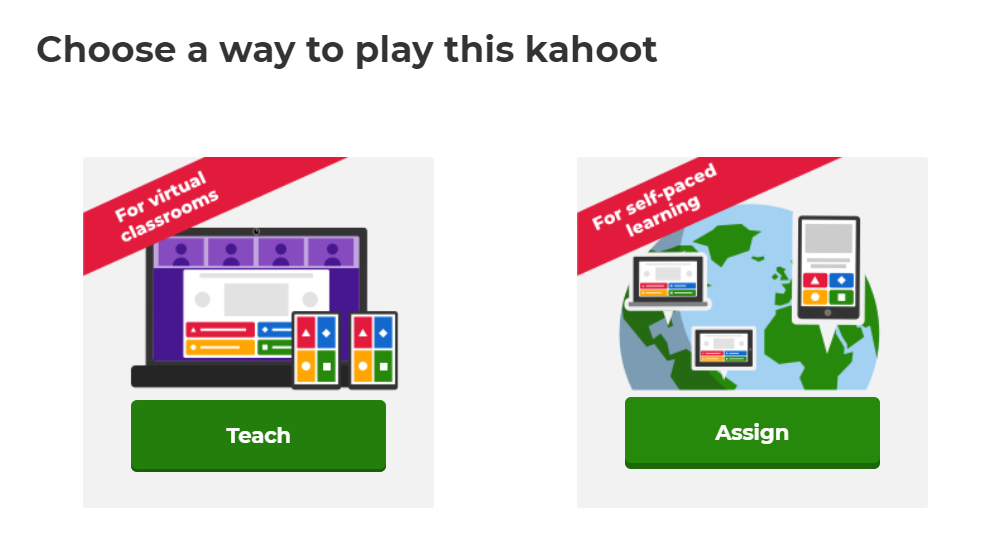 Choose a way to play this kahoot
For virtual
classrooms
Teach
For self-paced
learning
Assign